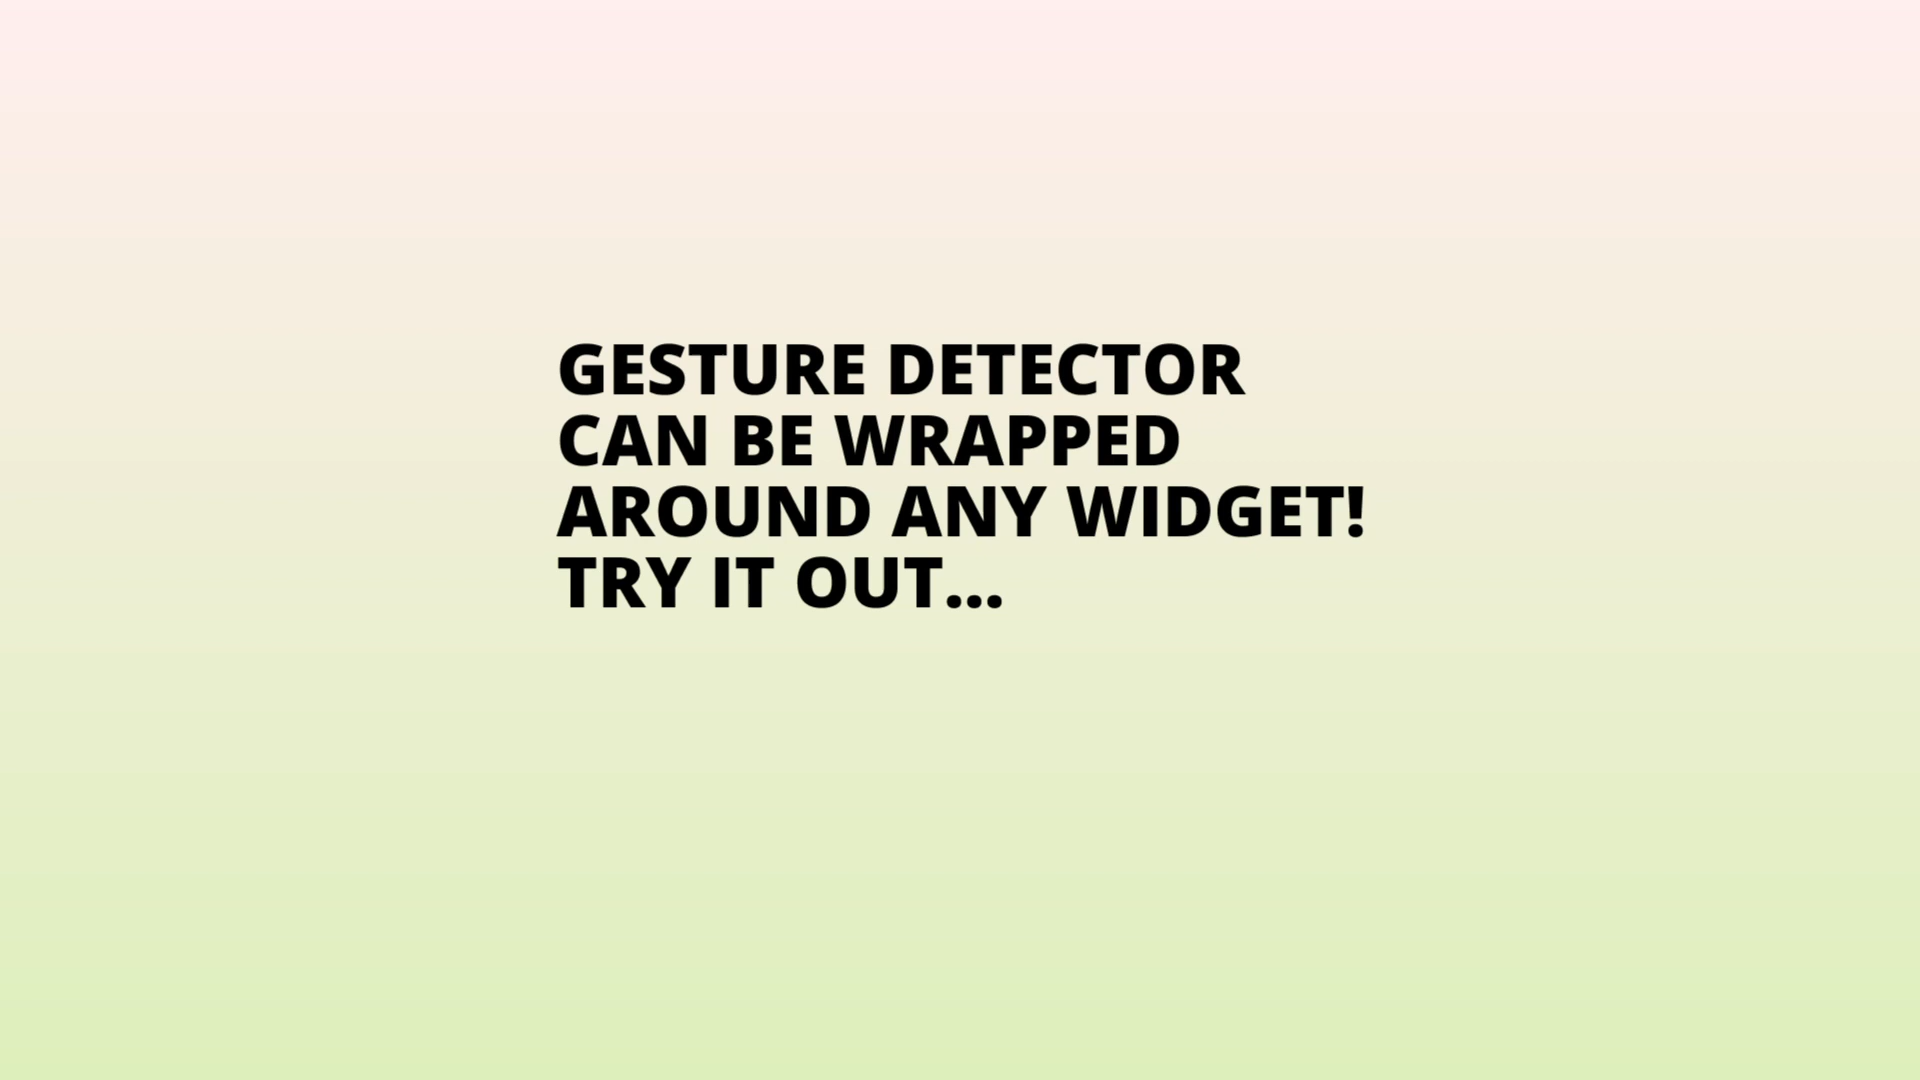 GESTURE DETECTOR
CAN BE WRAPPED
AROUND ANY WIDGET!
TRY IT OUT...